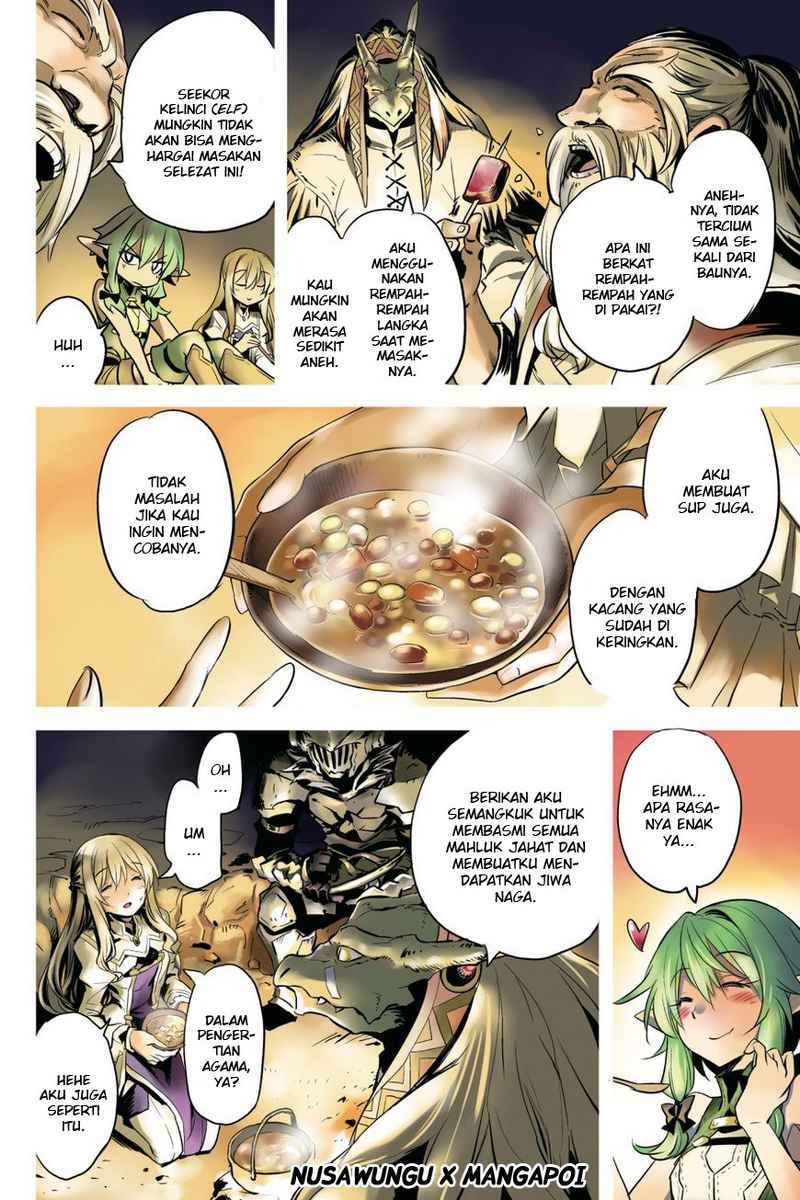 ANEH-
NYA, TIDAK
TERCIUM
SAMA SE-
KALI DARI
BAUNYA.
APA INI
BERKAT
REMPAH-
REMPAH YANG
DI PAKAI?!
AKU
MENGGU-
NAKAN
REMPAH-
REMPAH
LANGKA
SAAT ME-
MASAK-
NYA.
KAU
MUNGKIN
AKAN
MERASA
SEDIKIT
ANEH.
SEEKOR
KELINCI (ELF)
MUNGKIN TIDAK
AKAN BISA MENG-
HARGAI MASAKAN
SELEZAT INI!
HUH
...
AKU
MEMBUAT
SUP JUGA.
DENGAN
KACANG YANG
SUDAH DI
KERINGKAN.
TIDAK
MASALAH
JIKA KAU
INGIN MEN-
COBANYA.
EHMM...
APA RASA-
NYA ENAK
YA...
BERIKAN AKU
SEMANGKUK UNTUK
MEMBASMI SEMUA
MAHLUK JAHAT DAN
MEMBUATKU MEN-
DAPATKAN JIWA
NAGA.
OH
...
UM
...
DALAM
PENGER-
TIAN
AGAMA,
YA?
HEHE
AKU JUGA
SEPERTI
ITU.
NUSAWUNGU X MANGAPOI